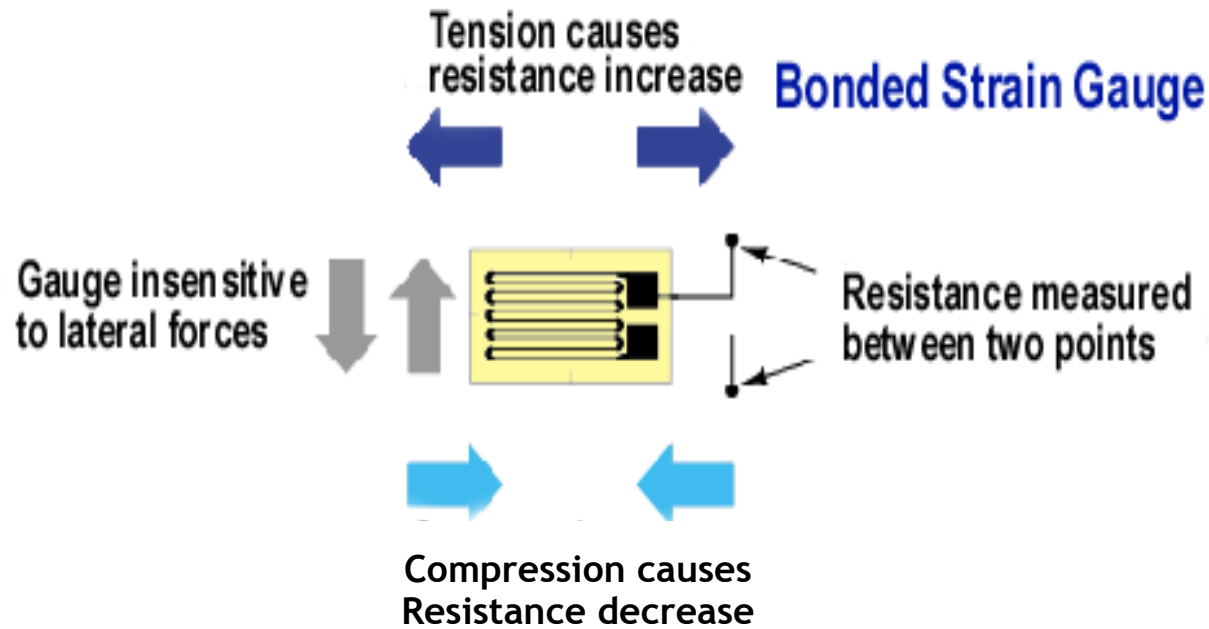 Tension causes
resistance increase
Bonded Strain Gauge
Gauge insensitive
to lateral forces
Resistance measured
between two points
Compression causes
Resistance decrease